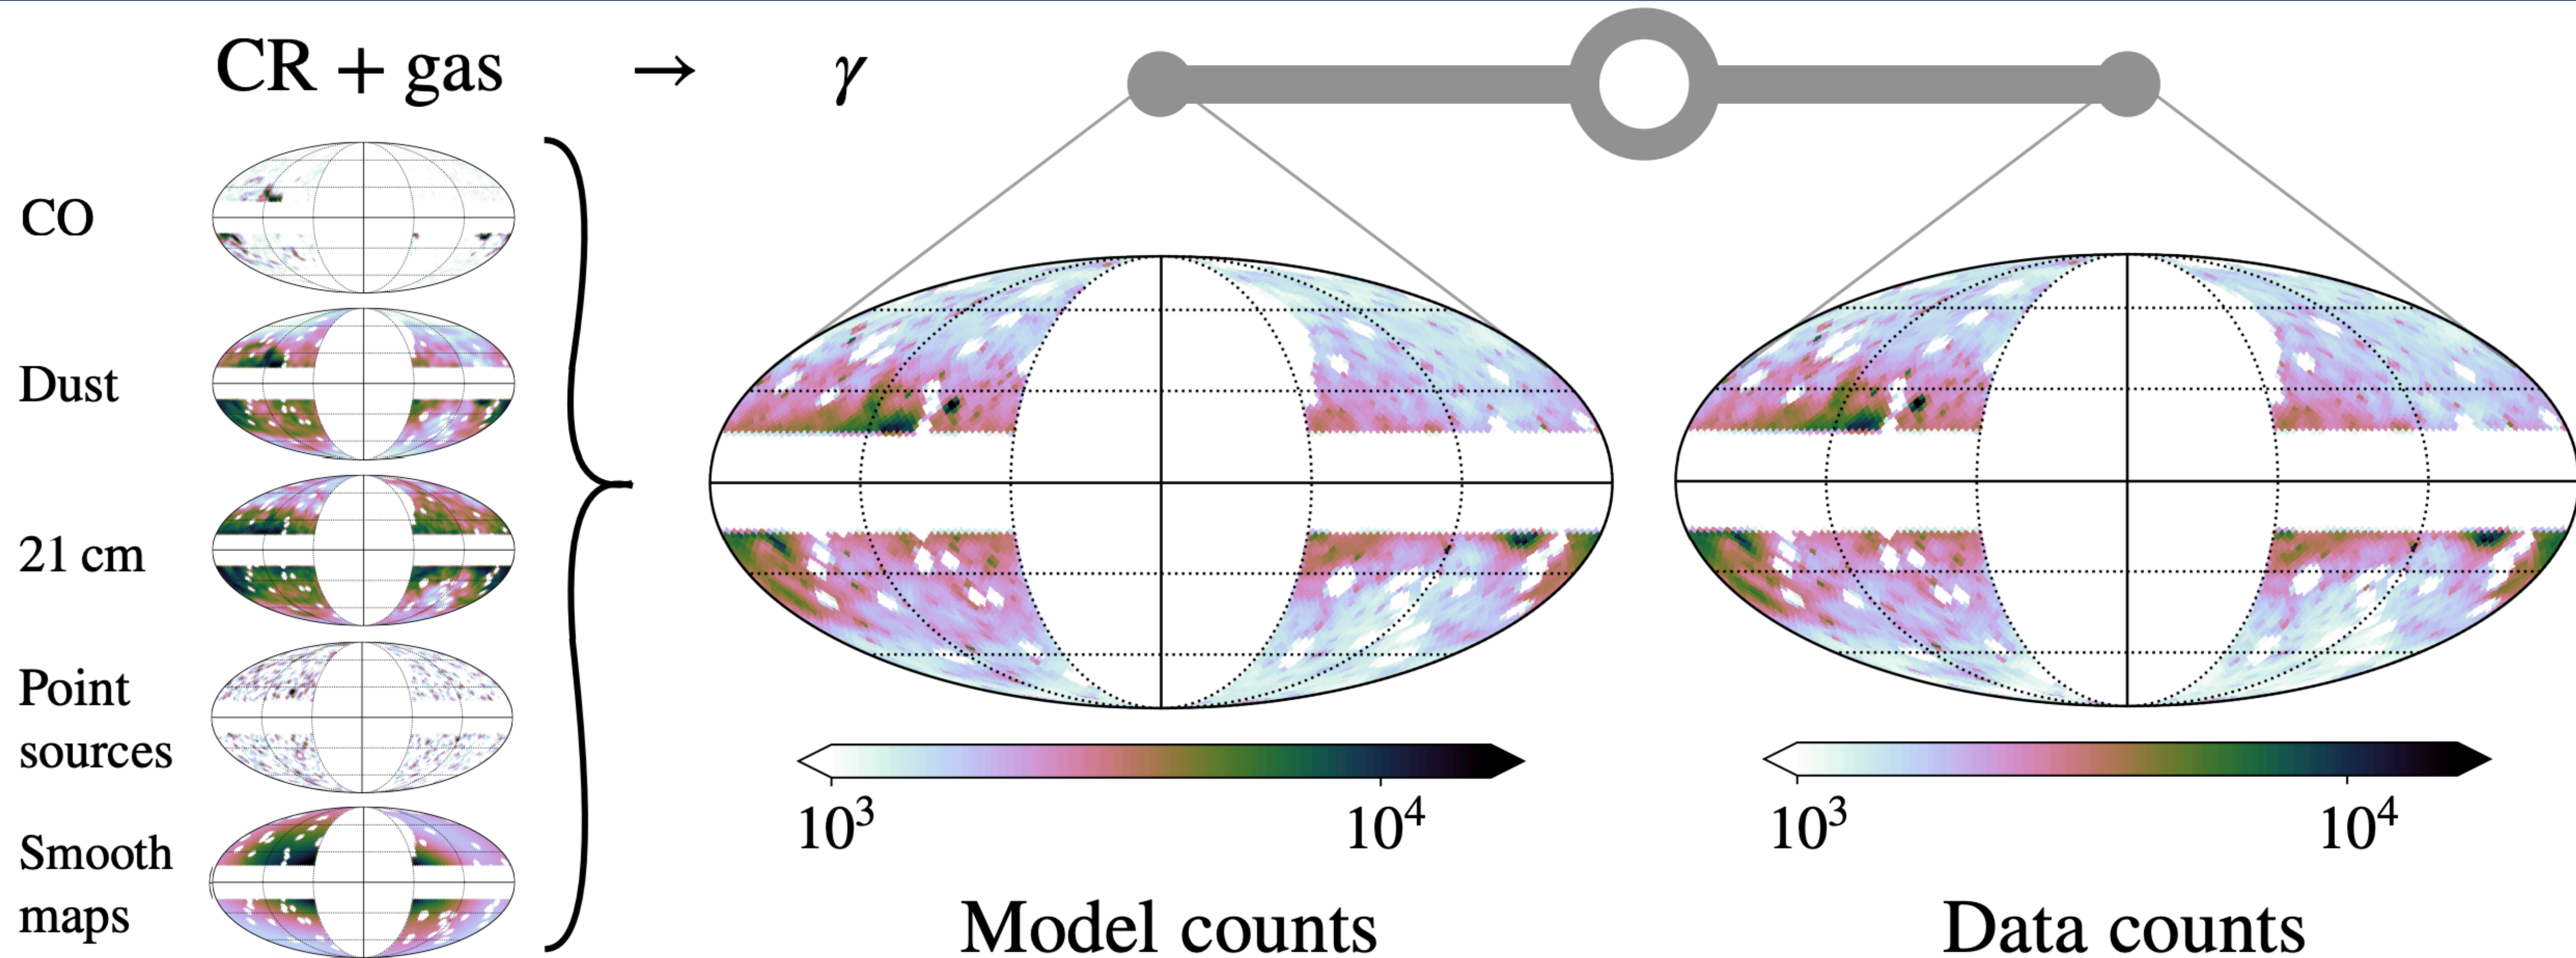 CR + gas → γ
CO
Dust
21 cm
Point
sources
Smooth
maps
10³ 10⁴
Model counts
10³ 10⁴
Data counts